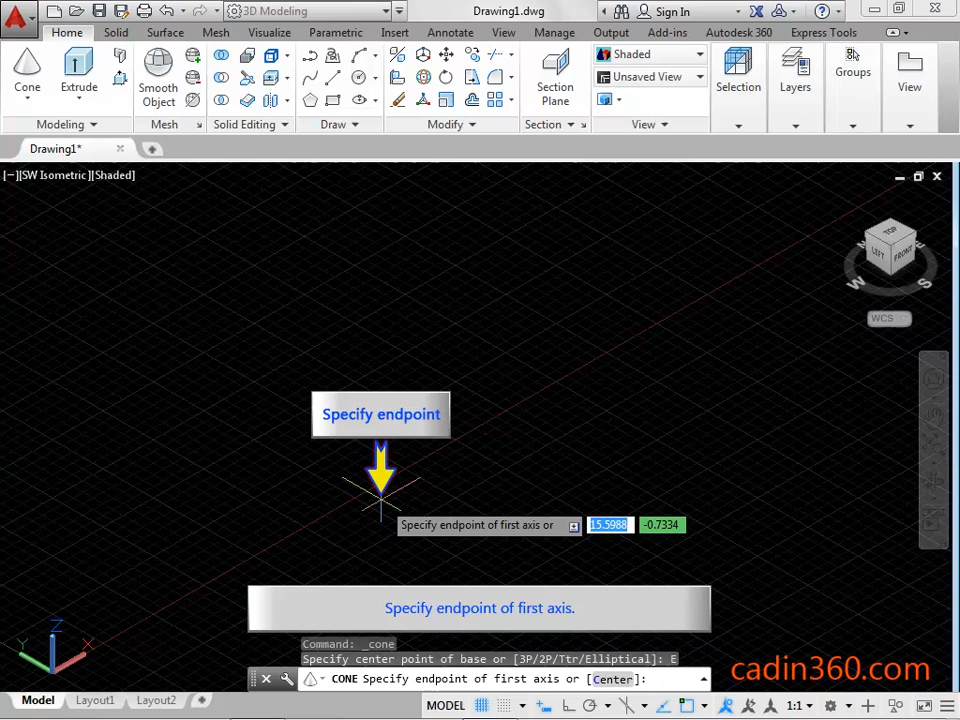 3D Modeling
Drawing1.dwg
Sign In
Home Solid Surface Mesh Visualize Parametric Insert Annotate View Manage Output Add-ins Autodesk 360 Express Tools
Cone
Extrude
Smooth
Object
Section
Plane
Shaded
Unsaved View
Selection
Layers
Groups
View
Modeling Mesh Solid Editing Draw Modify Section View
Drawing1*
[−][SW Isometric][Shaded]
TOP
LEFT
FRONT
N
E
W
S
WCS
Specify endpoint
Specify endpoint of first axis or 15.5988 -0.7334
Specify endpoint of first axis.
Z
Y
X
Command: _cone
Specify center point of base or [3P/2P/Ttr/Elliptical]: E
CONE Specify endpoint of first axis or [Center]:
cadin360.com
Model Layout1 Layout2
MODEL
1:1